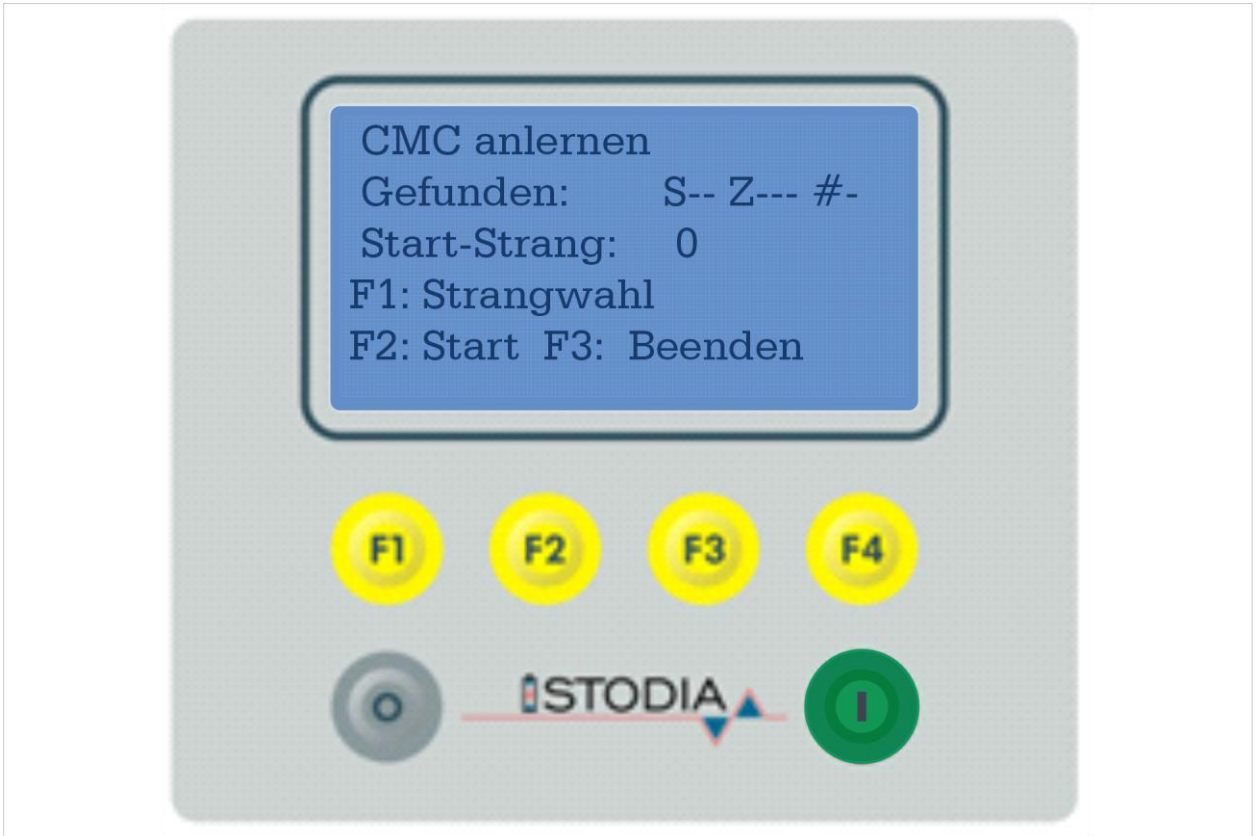 CMC anlernen
Gefunden: S-- Z--- #-
Start-Strang: 0
F1: Strangwahl
F2: Start F3: Beenden
F1 F2 F3 F4
O STODIA I